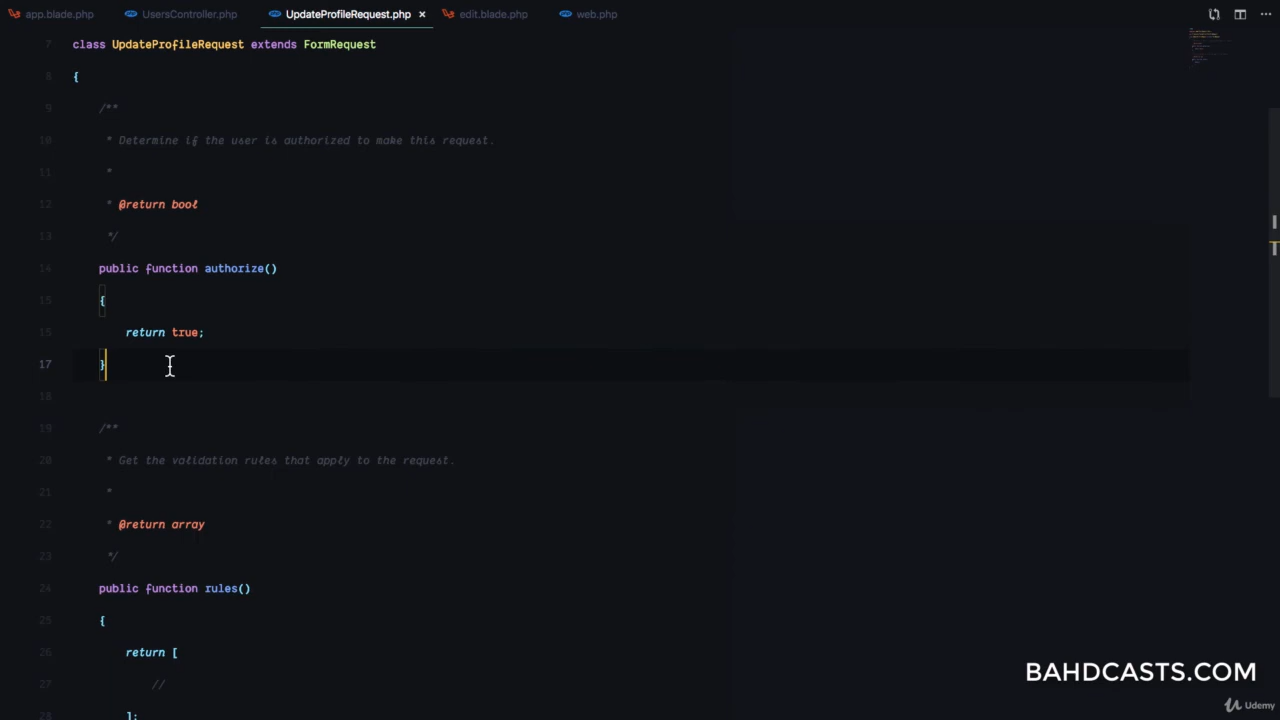 app.blade.php UsersController.php UpdateProfileRequest.php × edit.blade.php web.php
7 class UpdateProfileRequest extends FormRequest
8 {
9 /**
10 * Determine if the user is authorized to make this request.
11 *
12 * @return bool
13 */
14 public function authorize()
15 {
15 return true;
17 }
18
19 /**
20 * Get the validation rules that apply to the request.
21 *
22 * @return array
23 */
24 public function rules()
25 {
26 return [
27 //
28 ];
BAHDCASTS.COM
Udemy